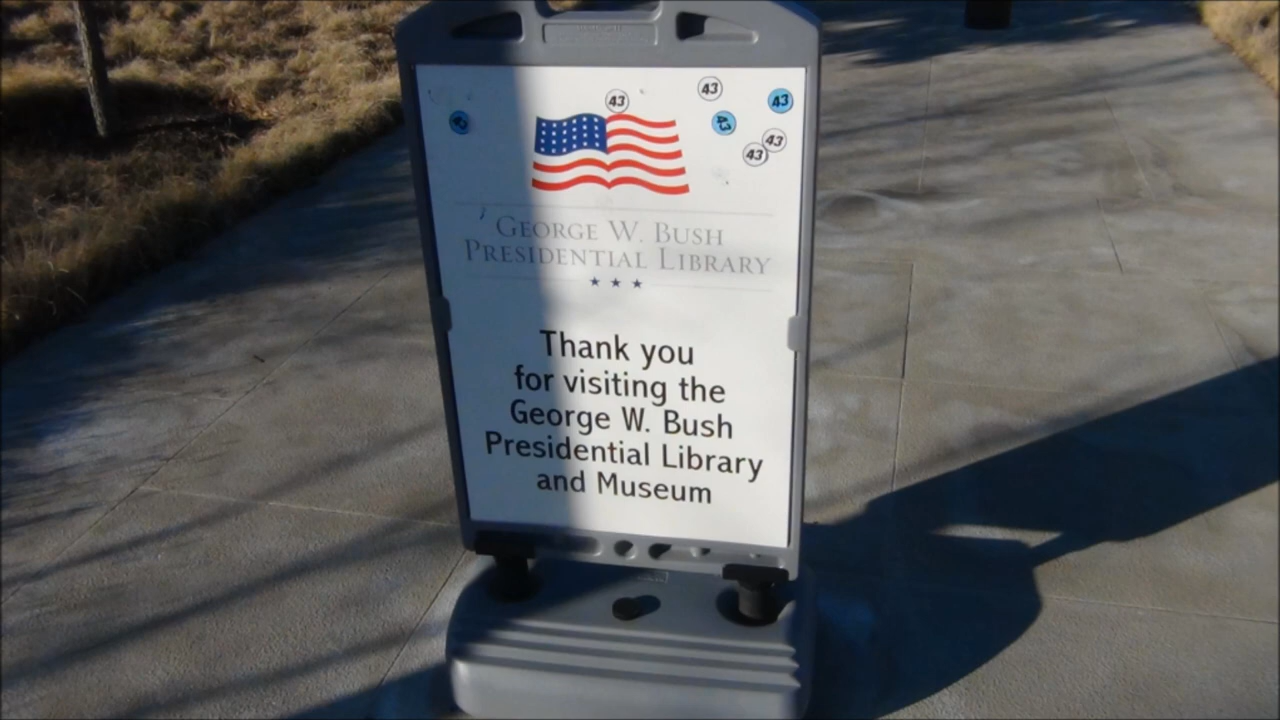 43
43
43
43
43
43
43
George W. Bush
Presidential Library
Thank you
for visiting the
George W. Bush
Presidential Library
and Museum